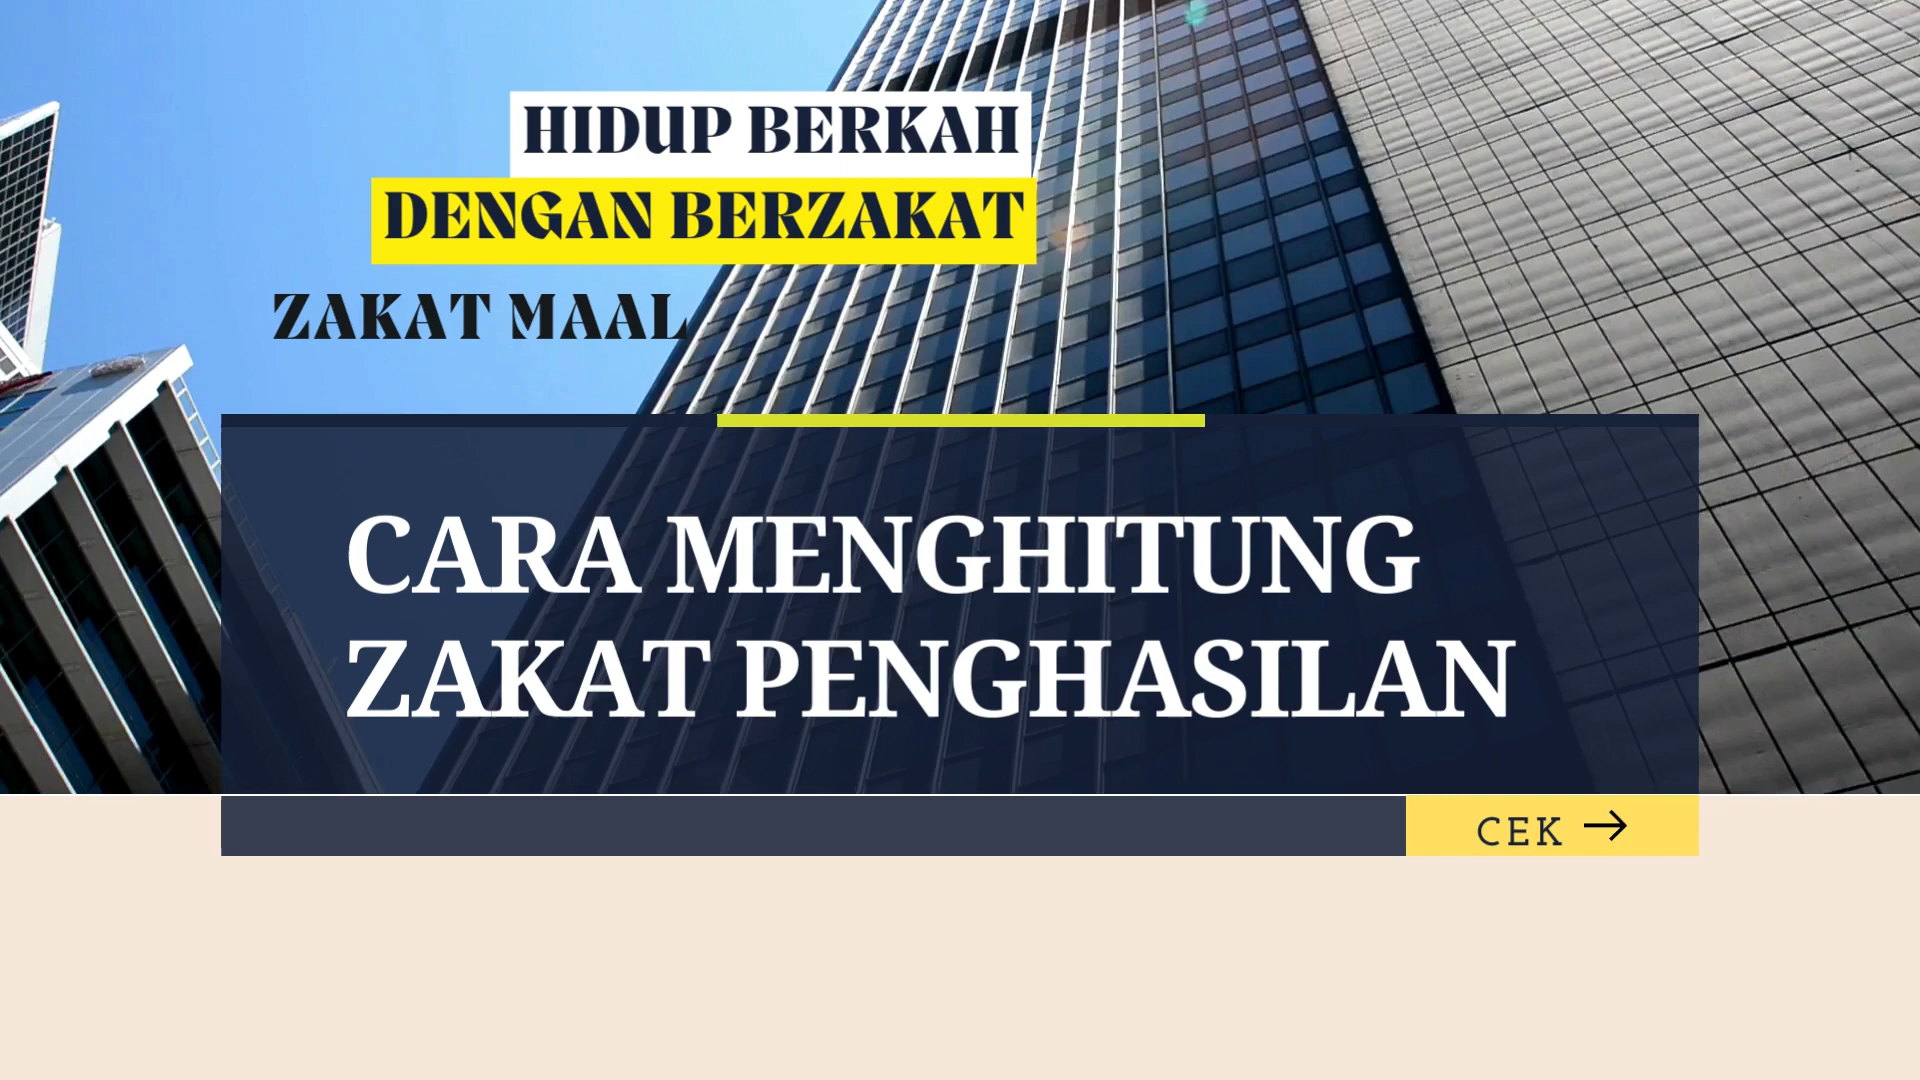 HIDUP BERKAH
DENGAN BERZAKAT
ZAKAT MAAL
CARA MENGHITUNG
ZAKAT PENGHASILAN
CEK →